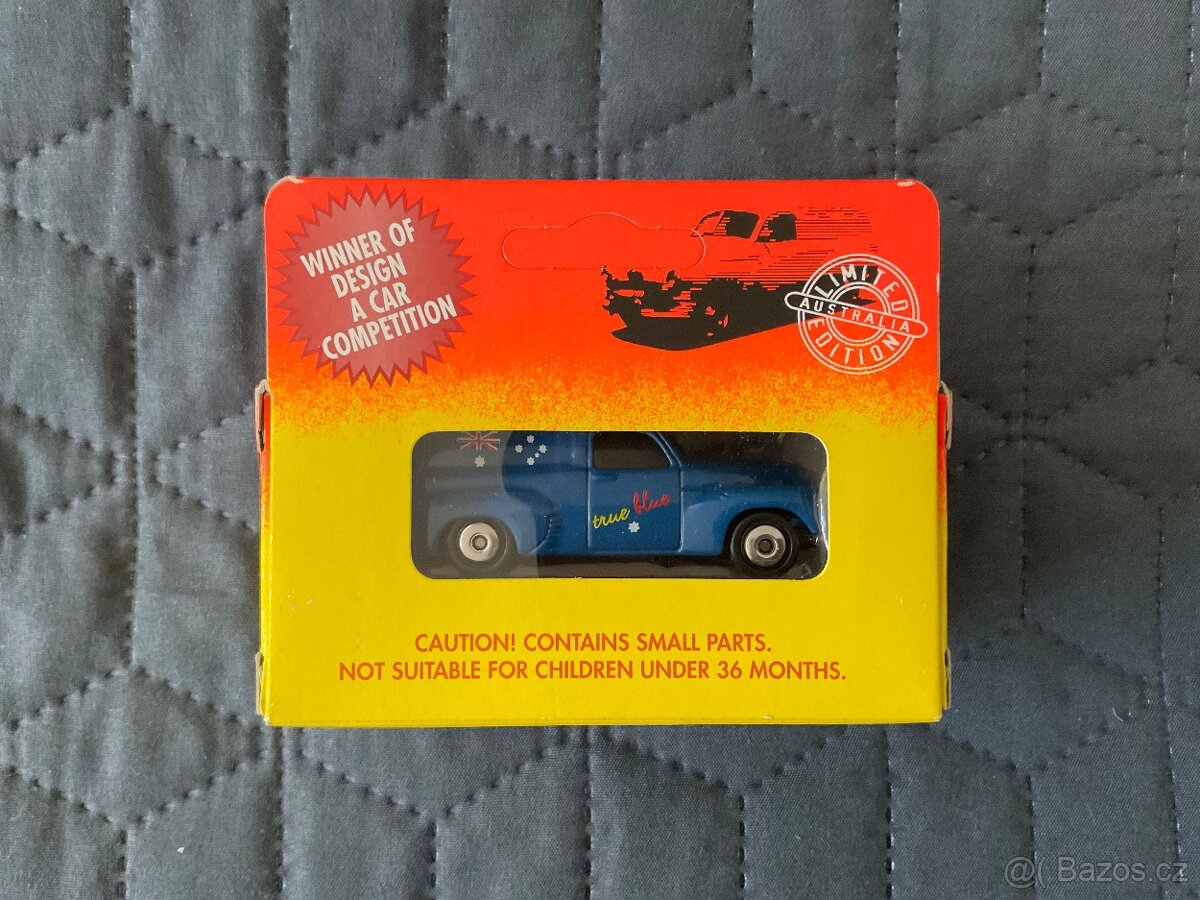 WINNER OF
DESIGN
A CAR
COMPETITION
LIMITED
AUSTRALIA
EDITION
true blue
CAUTION! CONTAINS SMALL PARTS.
NOT SUITABLE FOR CHILDREN UNDER 36 MONTHS.
@( Bazos.cz